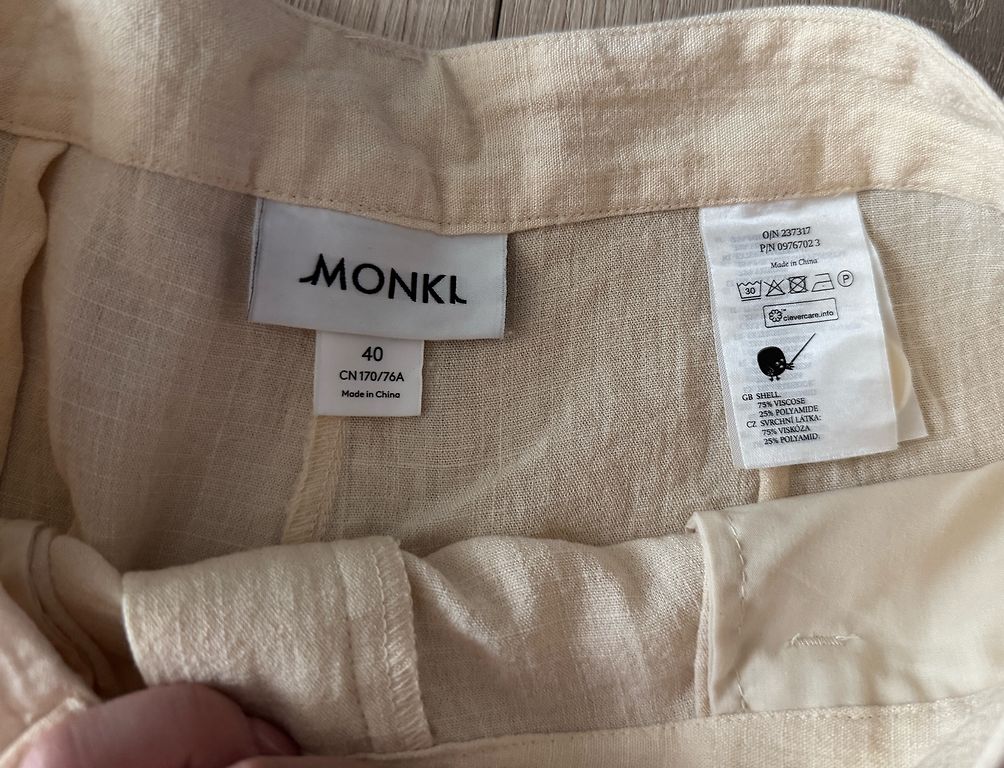 MONKI
40
CN 170/76A
Made in China
O/N 237317
P/N 0976702 3
Made in China
30 P
clevercare.info
GB SHELL:
75% VISCOSE
25% POLYAMIDE
CZ SVRCHNÍ LÁTKA:
75% VISKÓZA
25% POLYAMID.